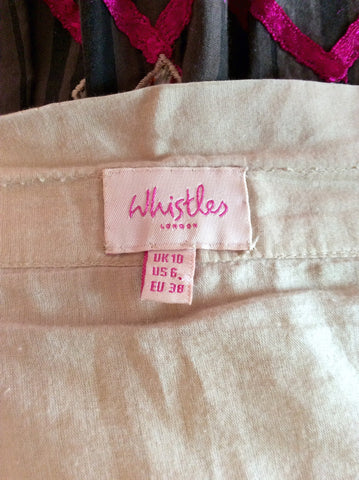 Whistles
LONDON
UK 10
US 6
EU 38